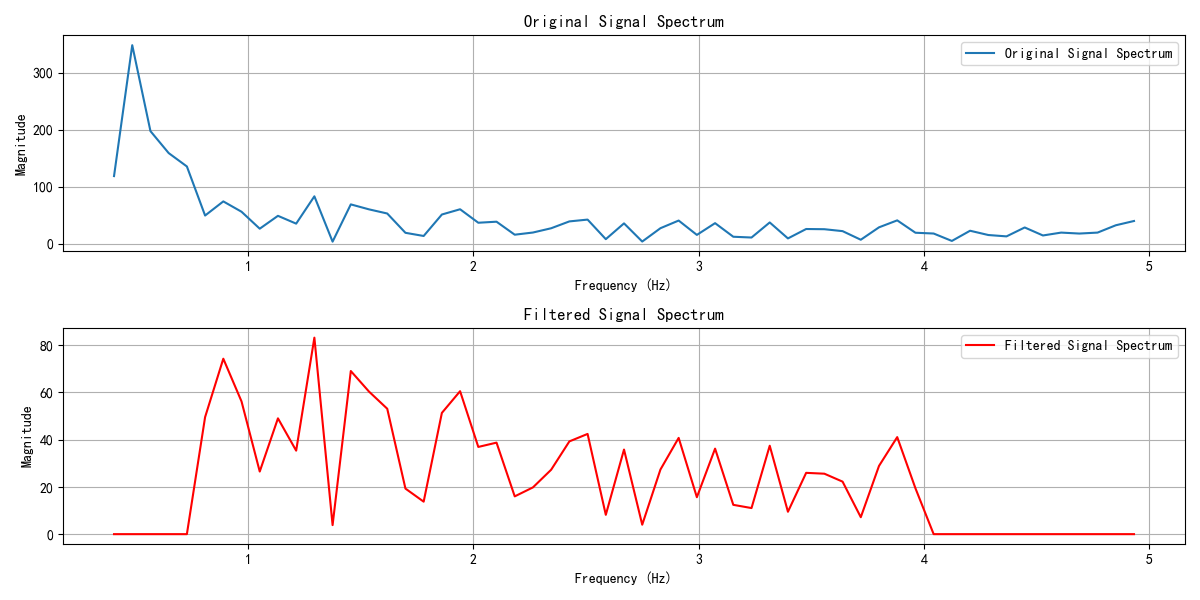 Original Signal Spectrum
Original Signal Spectrum
Magnitude
300
200
100
0
1
2
3
4
5
Frequency (Hz)
Filtered Signal Spectrum
Filtered Signal Spectrum
Magnitude
80
60
40
20
0
1
2
3
4
5
Frequency (Hz)